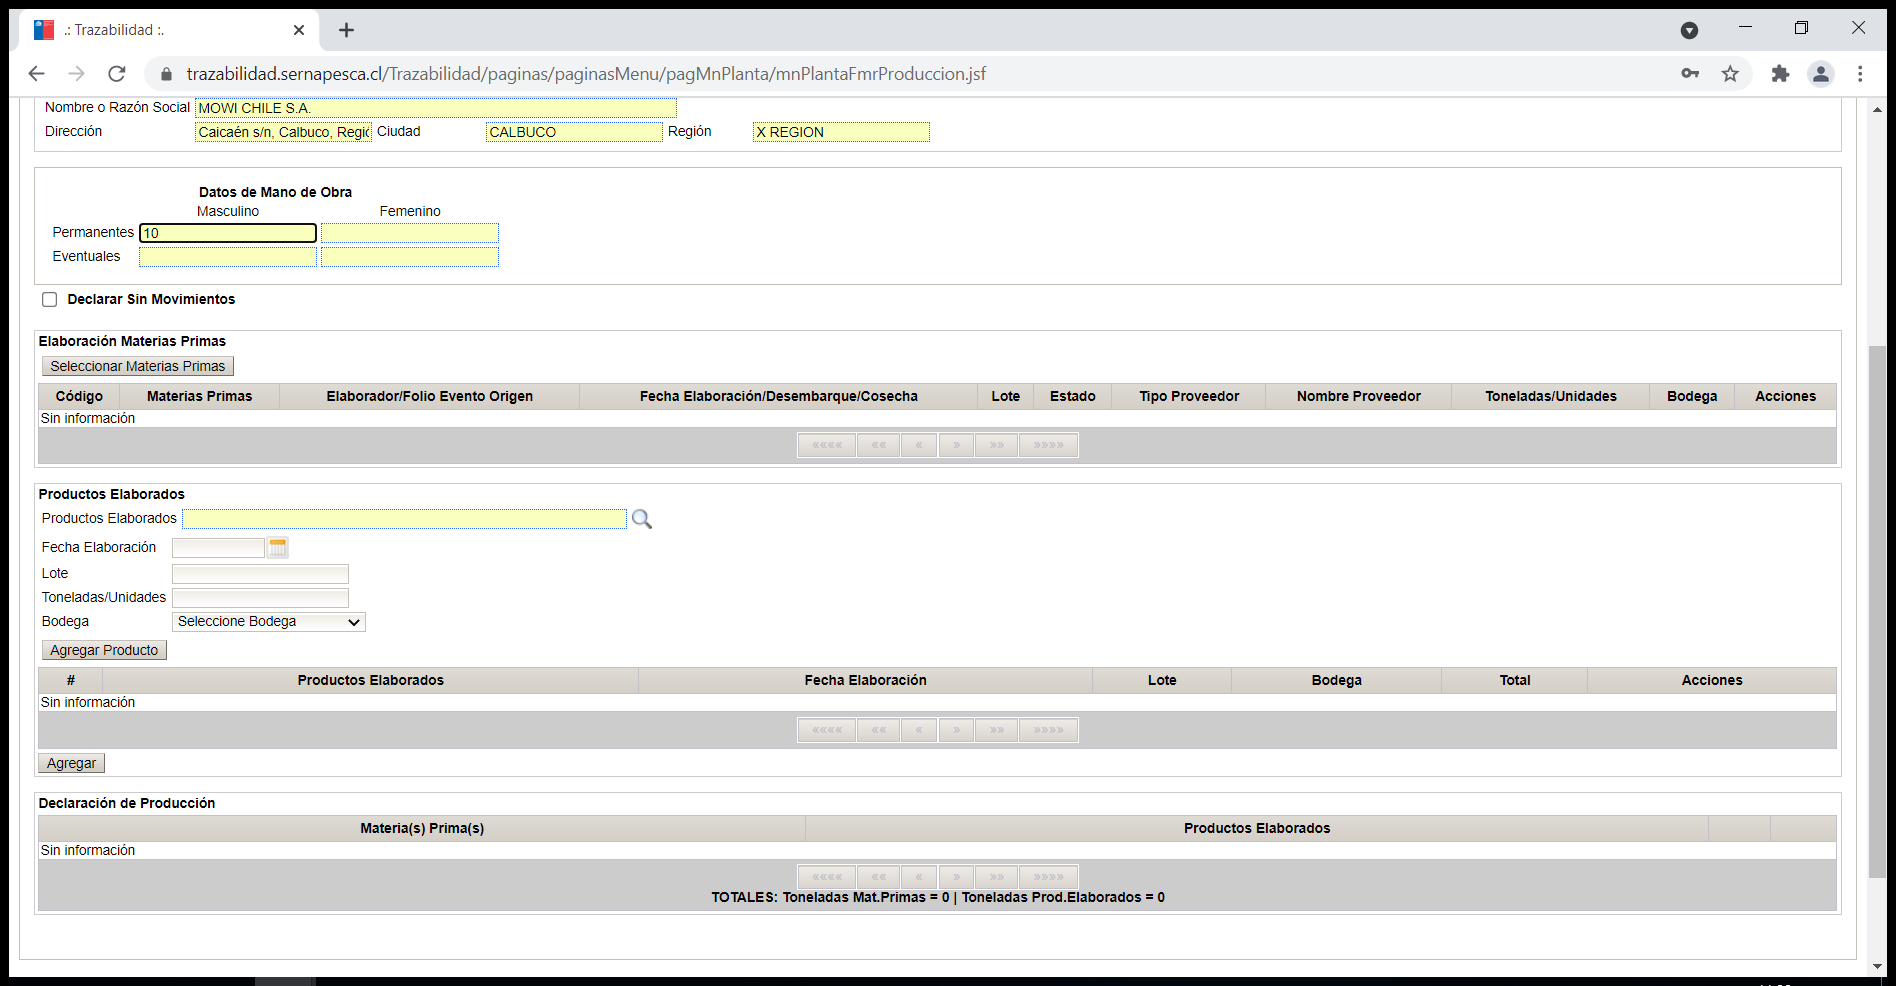 .: Trazabilidad :.
trazabilidad.sernapesca.cl/Trazabilidad/paginas/paginasMenu/pagMnPlanta/mnPlantaFmrProduccion.jsf
Nombre o Razón Social MOWI CHILE S.A.
Dirección Caicaén s/n, Calbuco, Regi Ciudad CALBUCO Región X REGION
Datos de Mano de Obra
Masculino Femenino
Permanentes 10
Eventuales
Declarar Sin Movimientos
Elaboración Materias Primas
Seleccionar Materias Primas
Código Materias Primas Elaborador/Folio Evento Origen Fecha Elaboración/Desembarque/Cosecha Lote Estado Tipo Proveedor Nombre Proveedor Toneladas/Unidades Bodega Acciones
Sin información
«««« «« « » »» »»»»
Productos Elaborados
Productos Elaborados
Fecha Elaboración
Lote
Toneladas/Unidades
Bodega Seleccione Bodega
Agregar Producto
# Productos Elaborados Fecha Elaboración Lote Bodega Total Acciones
Sin información
«««« «« « » »» »»»»
Agregar
Declaración de Producción
Materia(s) Prima(s) Productos Elaborados
Sin información
«««« «« « » »» »»»»
TOTALES: Toneladas Mat.Primas = 0 | Toneladas Prod.Elaborados = 0